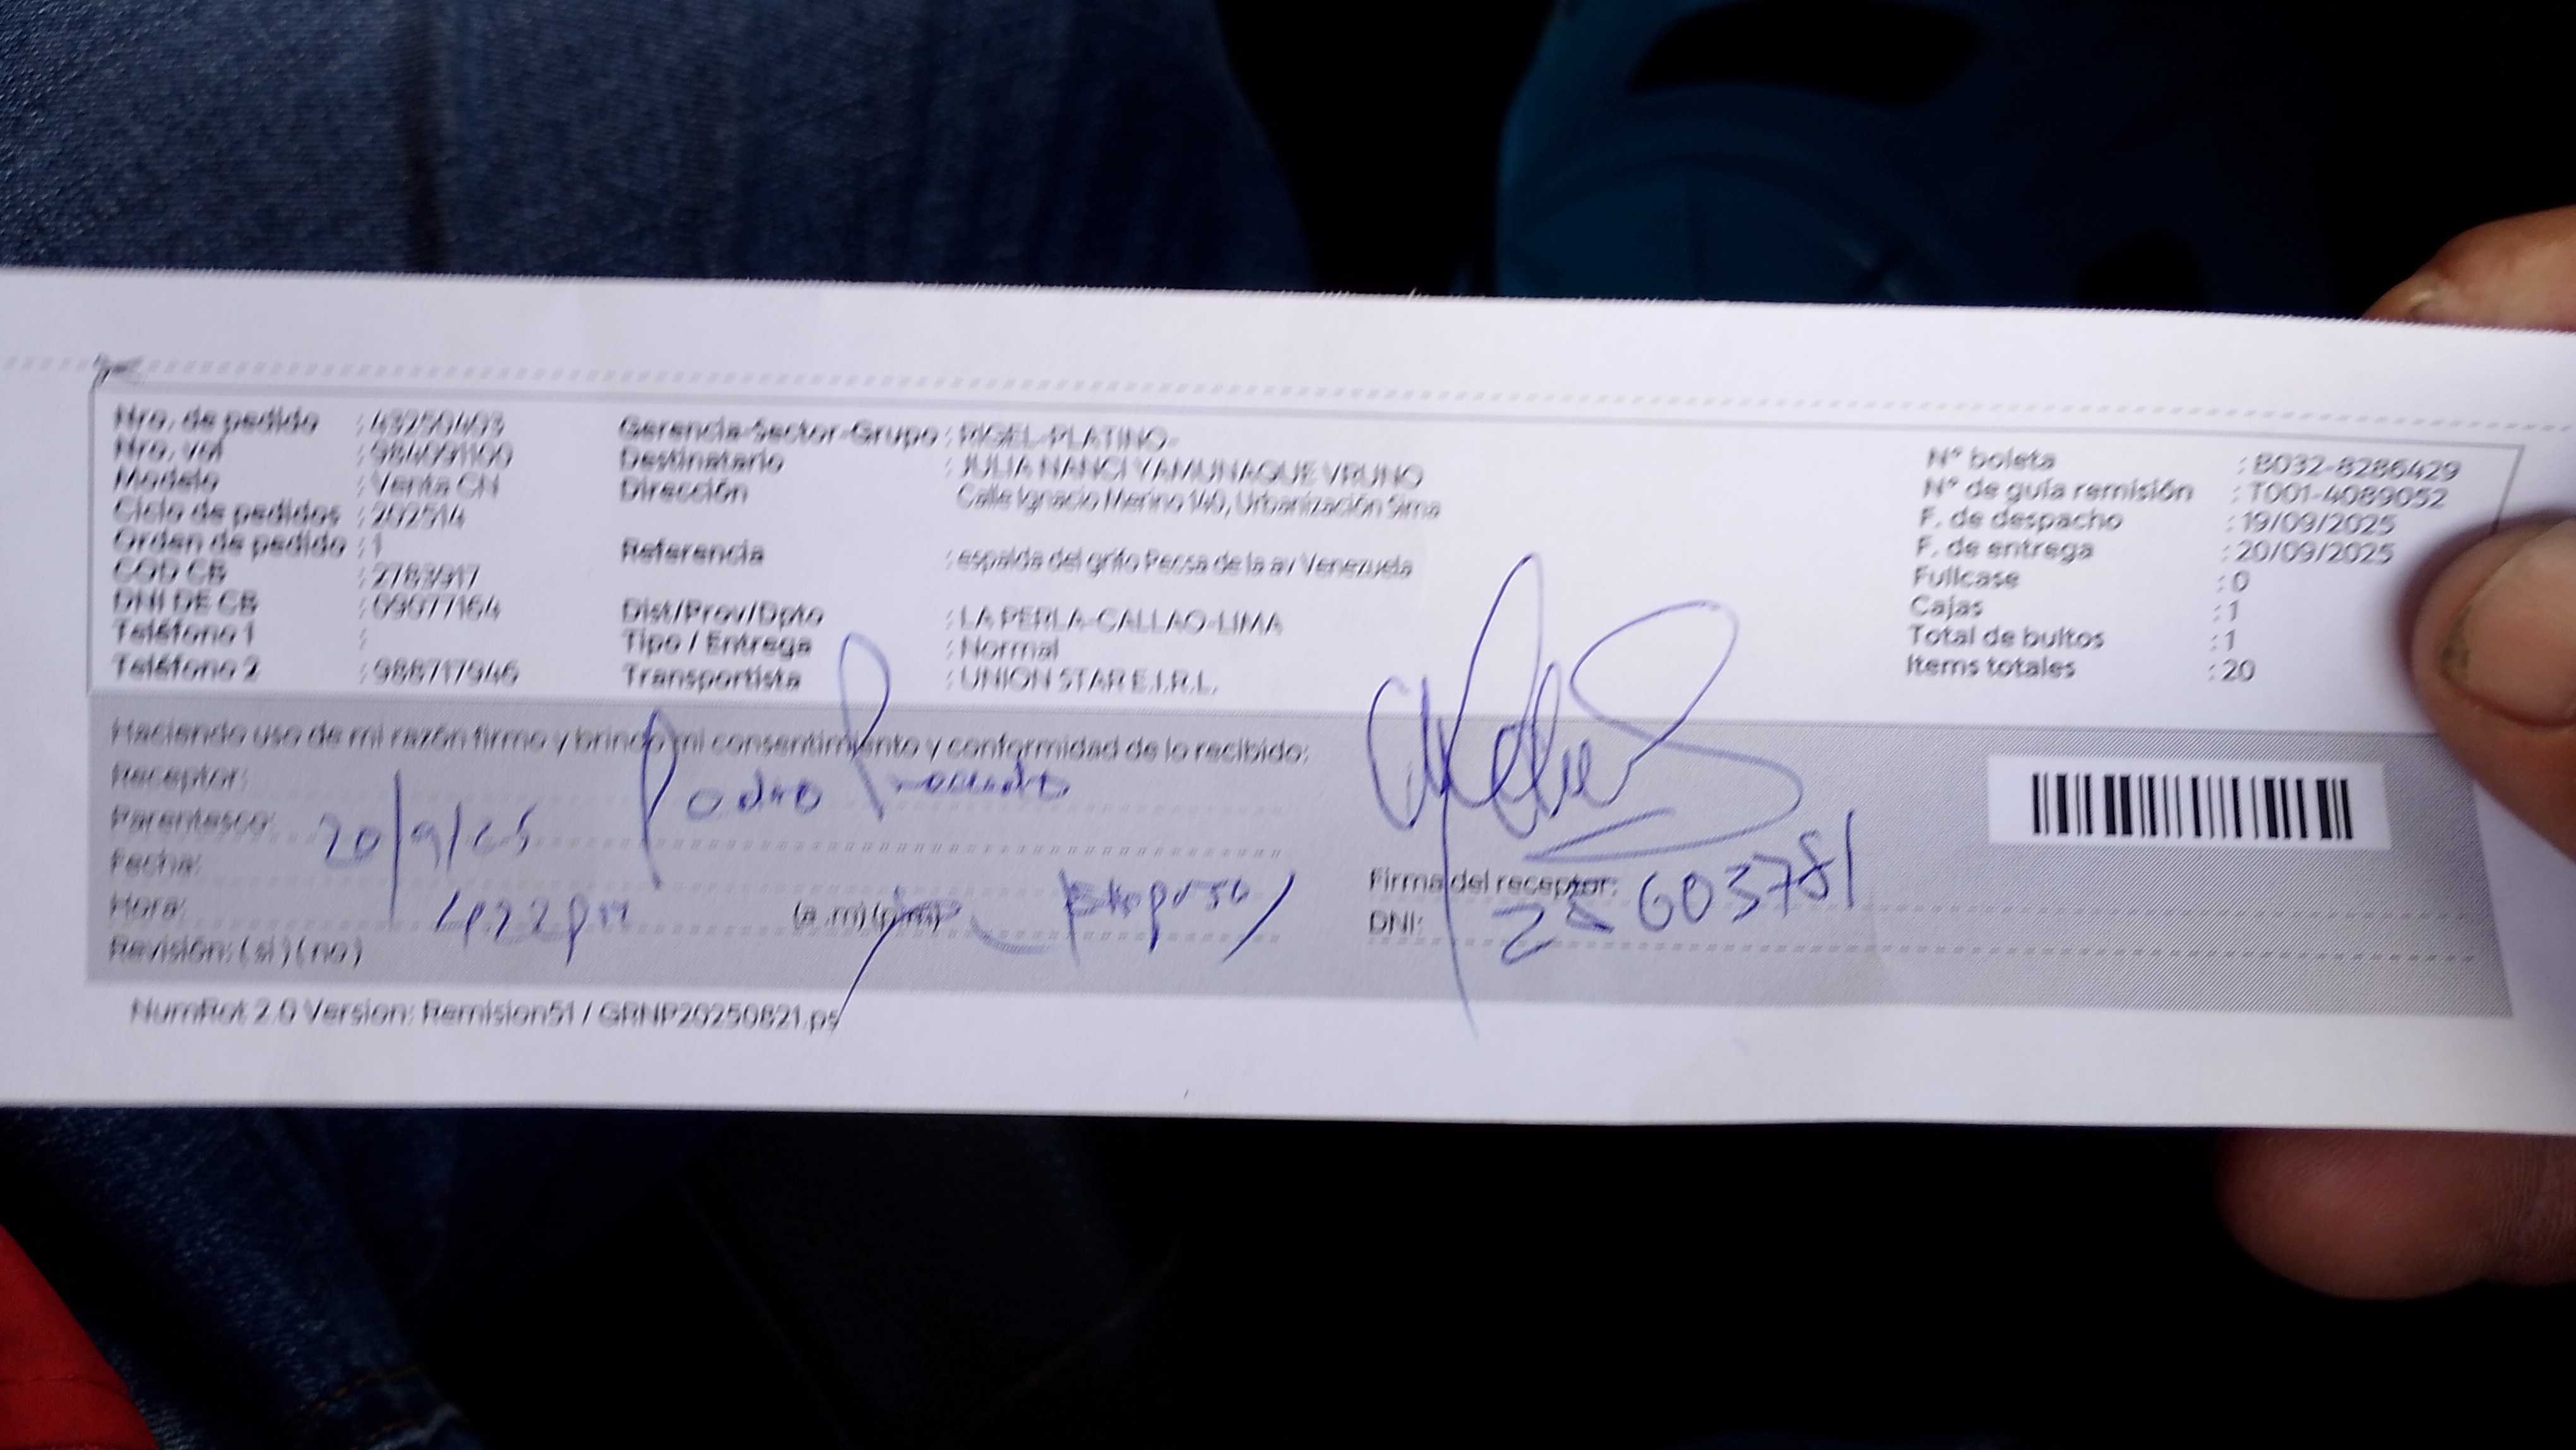 Nro. de pedido : 43250403
Nro. vol : 984091100
Modelo : Venta CN
Ciclo de pedidos : 202514
Orden de pedido : 1
COD CB : 2783917
DNI DE CB : 09077164
Teléfono 1 :
Teléfono 2 : 988717946
Gerencia-Sector-Grupo : RIGEL-PLATINO-
Destinatario : JULIA NANCI YAMUNAQUE VRUNO
Dirección Calle Ignacio Merino 140, Urbanización Sima
Referencia : espalda del grifo Pecsa de la av Venezuela
Dist/Prov/Dpto : LA PERLA-CALLAO-LIMA
Tipo / Entrega : Normal
Transportista : UNION STAR E.I.R.L.
N° boleta : B032-8286429
N° de guía remisión : T001-4089052
F. de despacho : 19/09/2025
F. de entrega : 20/09/2025
Fullcase : 0
Cajas : 1
Total de bultos : 1
Items totales : 20
Haciendo uso de mi razón firmo y brindo mi consentimiento y conformidad de lo recibido:
Receptor: Pedro
Parentesco:
Fecha: 20/9/25
Hora: 4:22 pm (a.m) (p.m)
Revisión: ( si ) ( no )
Firma del receptor:
DNI: 25603781
NumRot 2.0 Version: Remision51 / GRNP20250821.ps